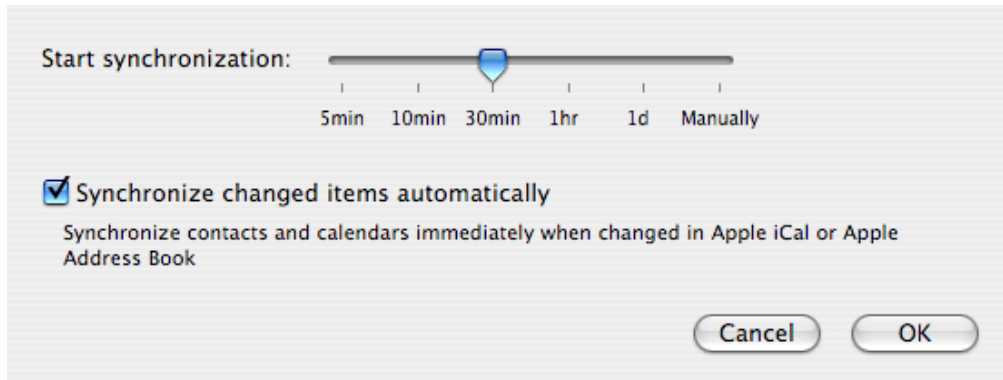 Start synchronization:
5min 10min 30min 1hr 1d Manually
Synchronize changed items automatically
Synchronize contacts and calendars immediately when changed in Apple iCal or Apple
Address Book
Cancel OK